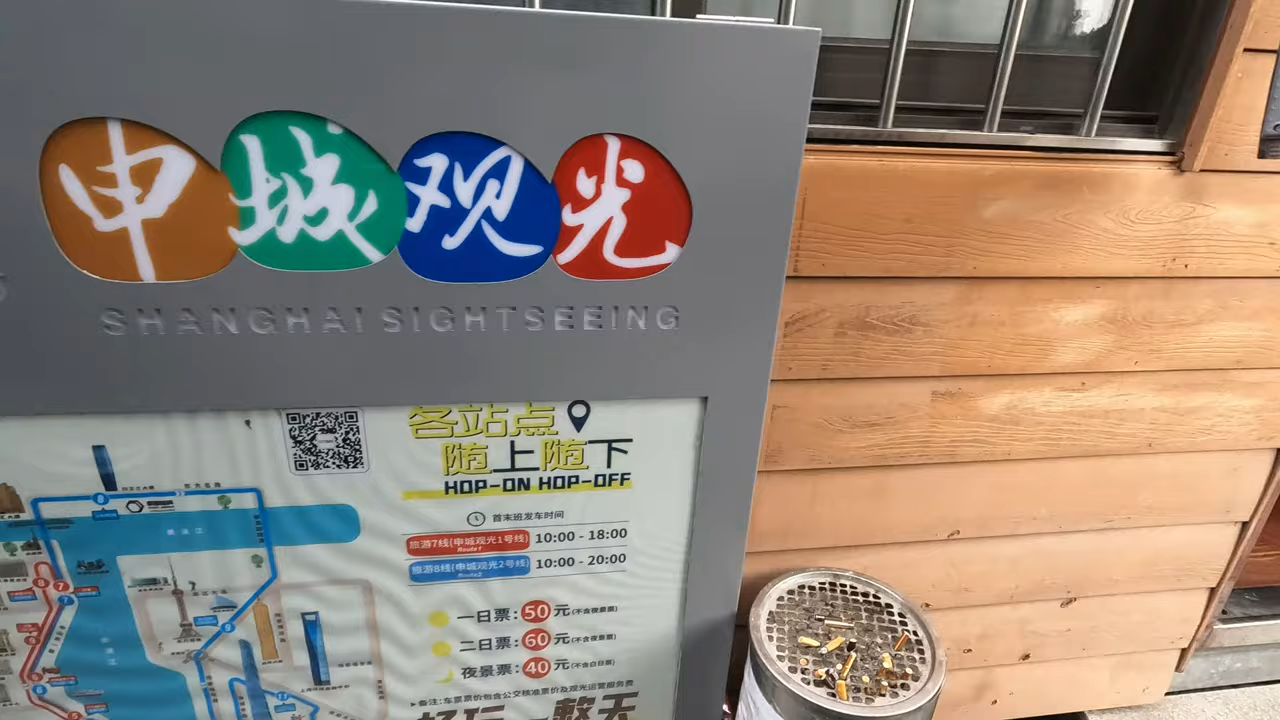 申城观光
SHANGHAI SIGHTSEEING
各站点
随上随下
HOP-ON HOP-OFF
首末班发车时间
旅游7线(申城观光1号线) 10:00 - 18:00
Route1
旅游8线(申城观光2号线) 10:00 - 20:00
Route2
一日票:50元(不含夜景票)
二日票:60元(不含夜景票)
夜景票:40元(不含白日票)
备注:车票票价包含公交核准票价及观光运营服务费
好玩一整天